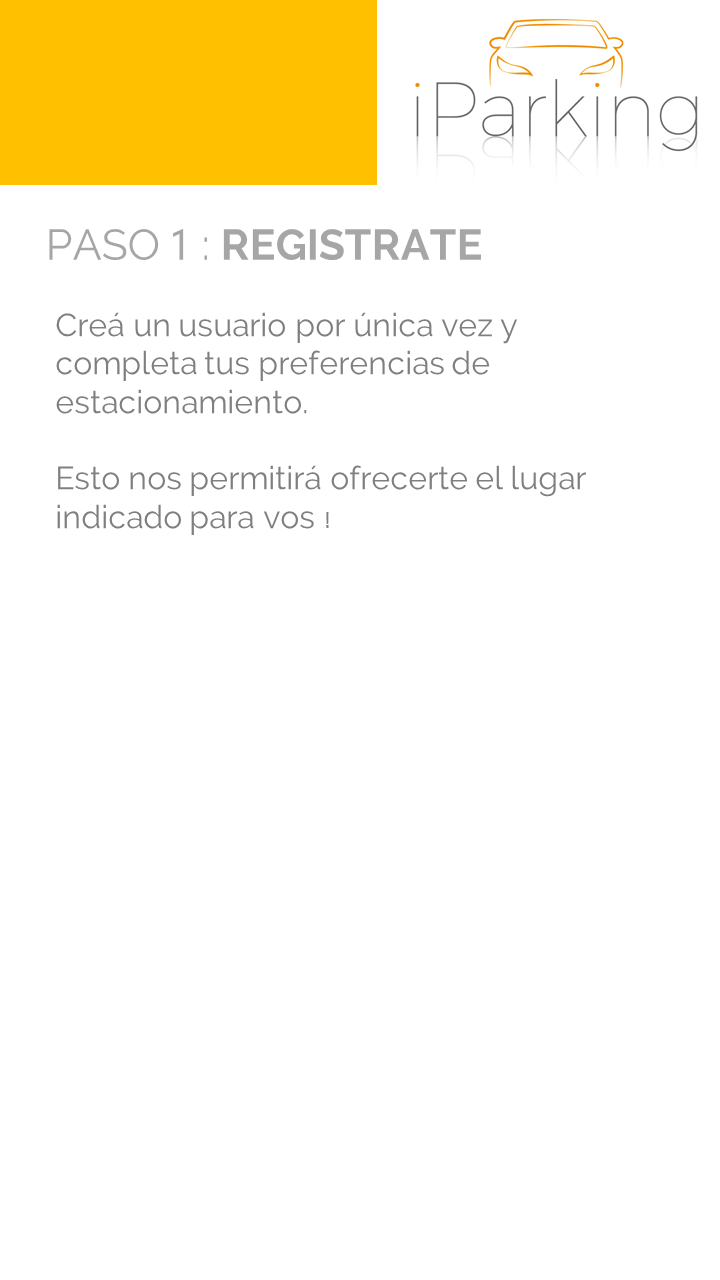 iParking
PASO 1 : REGISTRATE
Creá un usuario por única vez y
completa tus preferencias de
estacionamiento.
Esto nos permitirá ofrecerte el lugar
indicado para vos !